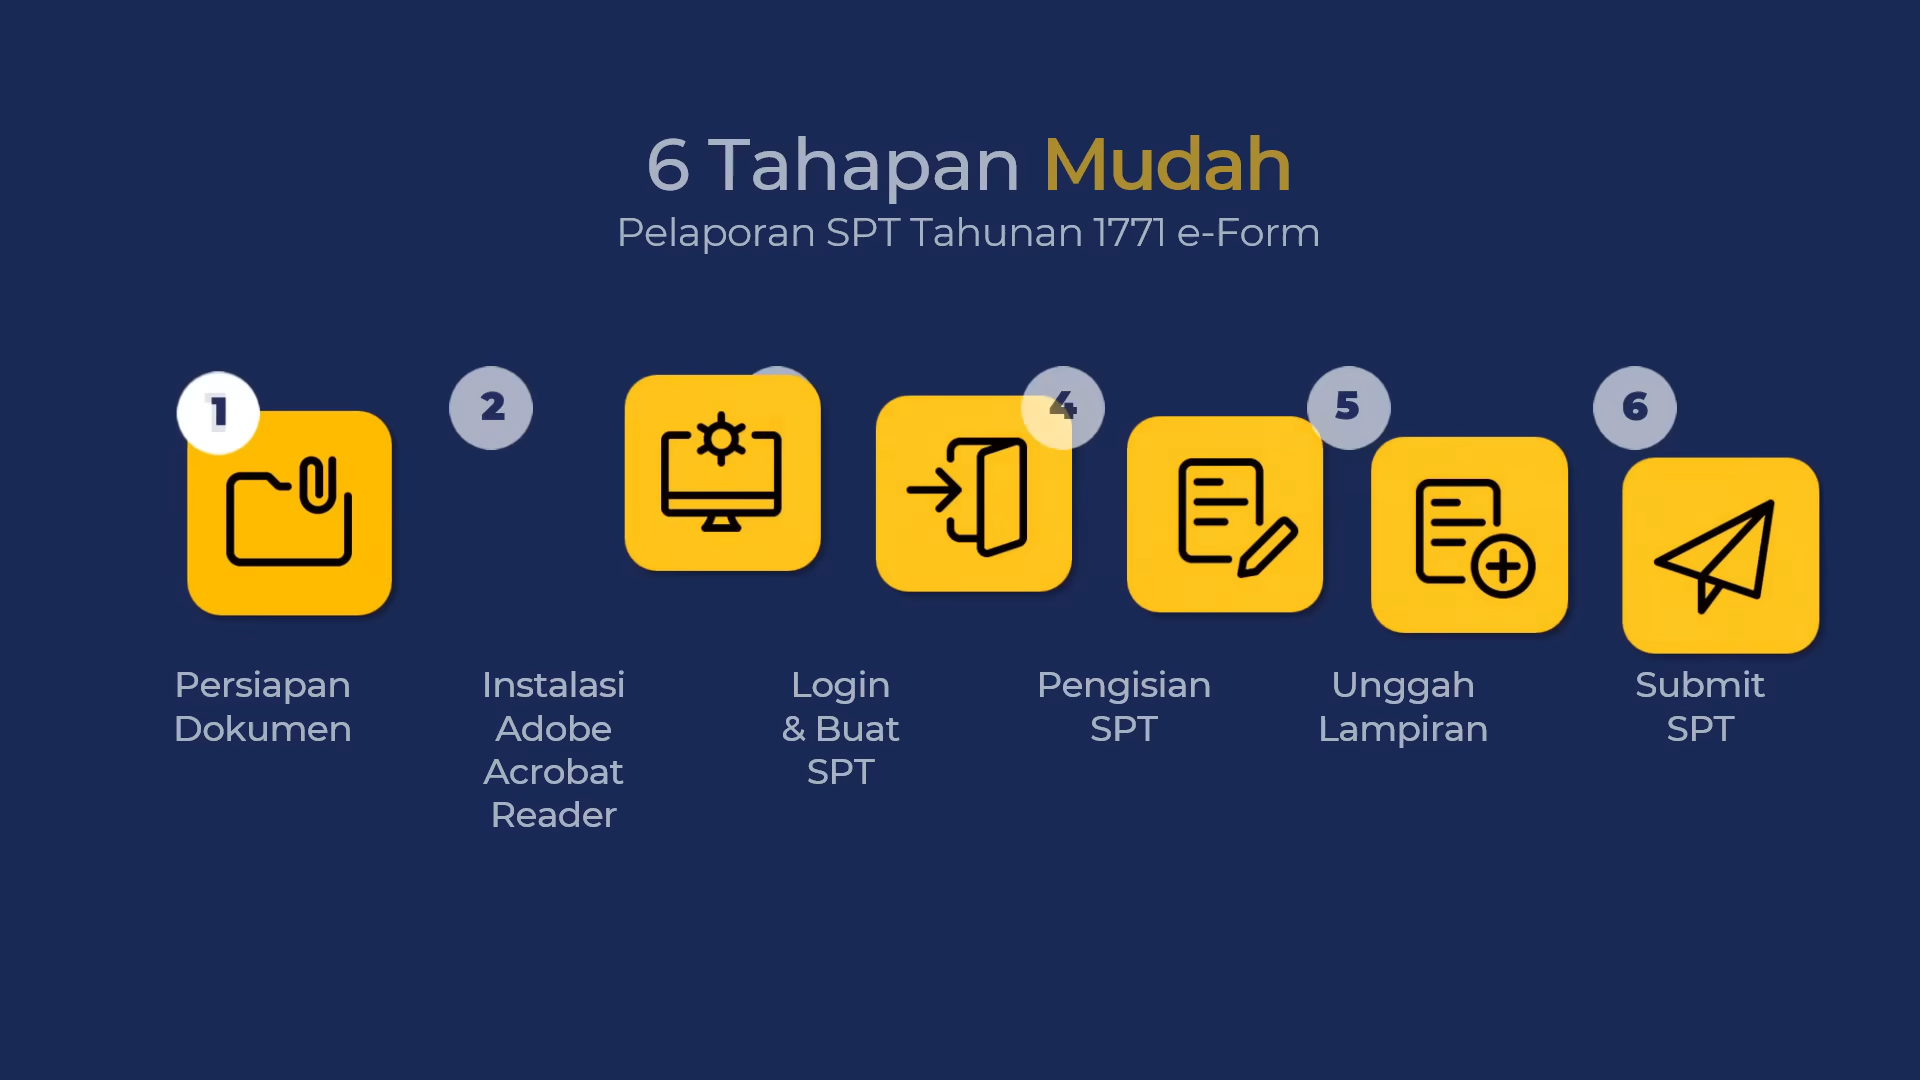 6 Tahapan Mudah
Pelaporan SPT Tahunan 1771 e-Form
1
2
4
5
6
Persiapan
Dokumen
Instalasi
Adobe
Acrobat
Reader
Login
& Buat
SPT
Pengisian
SPT
Unggah
Lampiran
Submit
SPT